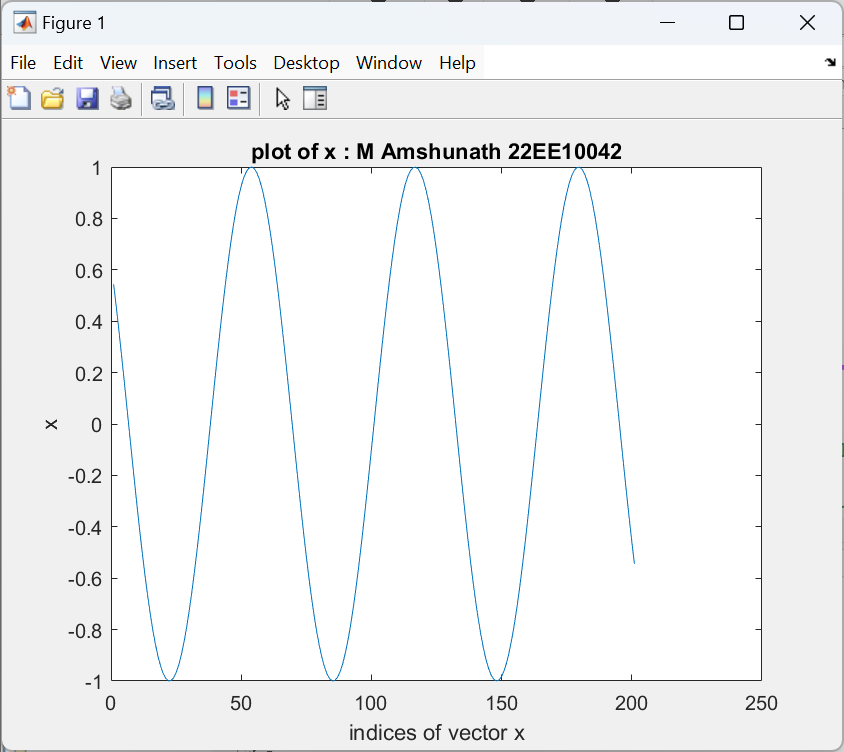 Figure 1
File Edit View Insert Tools Desktop Window Help
plot of x : M Amshunath 22EE10042
1
0.8
0.6
0.4
0.2
0
-0.2
-0.4
-0.6
-0.8
-1
x
0 50 100 150 200 250
indices of vector x